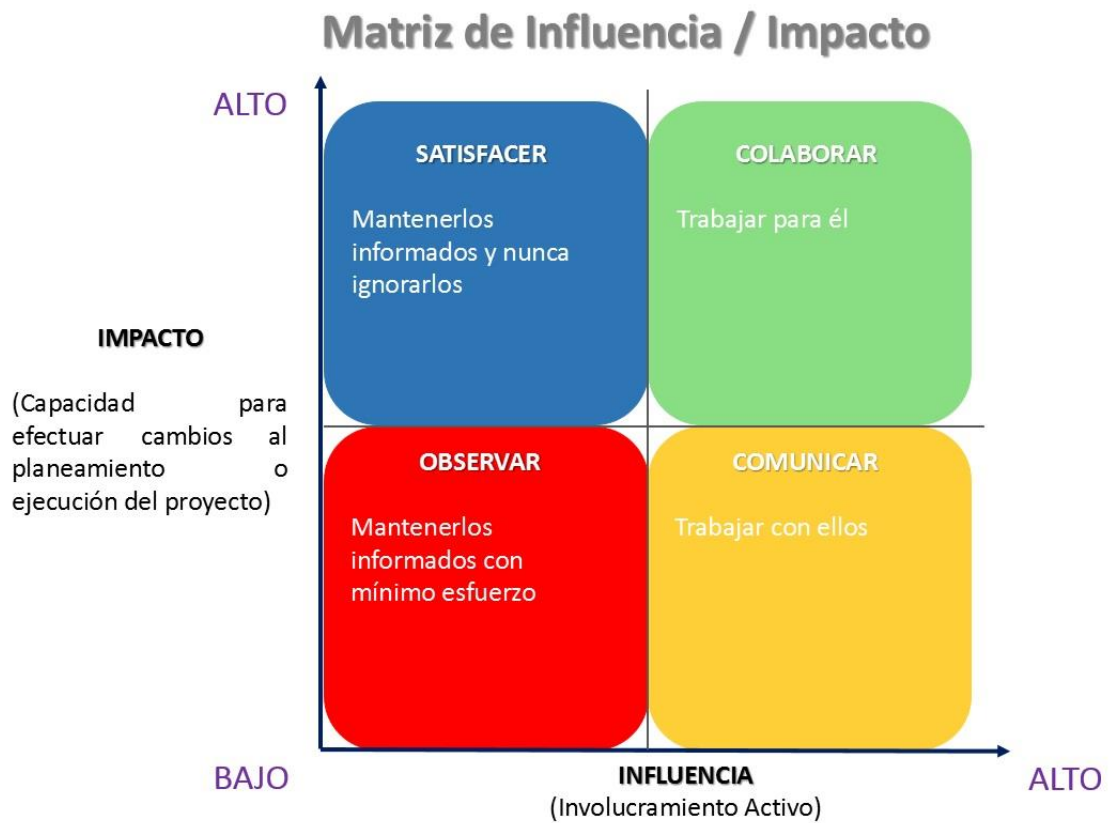 Matriz de Influencia / Impacto
ALTO
SATISFACER
Mantenerlos
informados y nunca
ignorarlos
COLABORAR
Trabajar para él
IMPACTO
(Capacidad para
efectuar cambios al
planeamiento o
ejecución del proyecto)
OBSERVAR
Mantenerlos
informados con
mínimo esfuerzo
COMUNICAR
Trabajar con ellos
BAJO
INFLUENCIA
(Involucramiento Activo)
ALTO